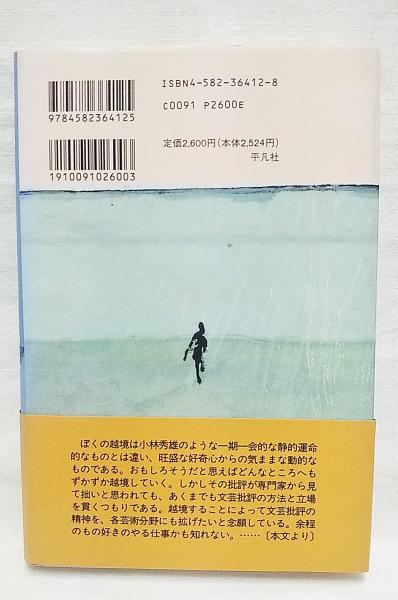 ISBN4-582-36412-8
C0091 P2600E
9784582364125
定価2,600円(本体2,524円)
平凡社
1910091026003
ぼくの越境は小林秀雄のような一期一会的な静的運命
的なものとは違い、旺盛な好奇心からの気ままな動的な
ものである。おもしろそうだと思えばどんなところへも
ずかずか越境していく。しかしその批評が専門家から見
て拙いと思われても、あくまでも文芸批評の方法と立場
を貫くつもりである。越境することによって文芸批評の
精神を、各芸術分野にも拡げたいと念願している。余程
のもの好きのやる仕事かも知れない。……〔本文より〕